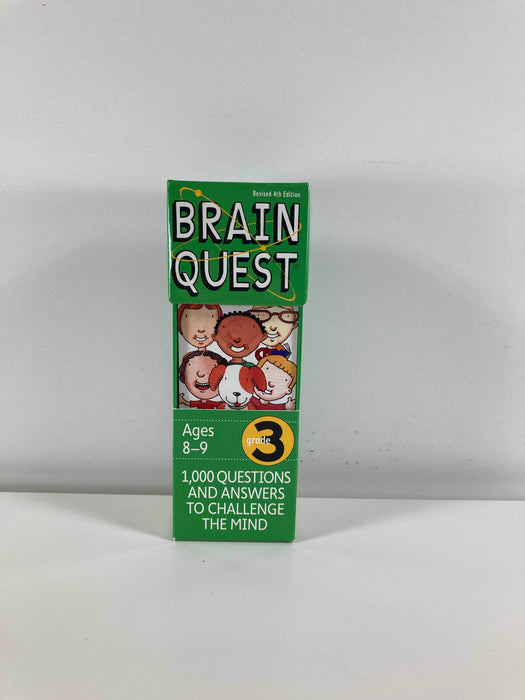 Revised 4th Edition
BRAIN
QUEST
Ages
8–9
grade 3
1,000 QUESTIONS
AND ANSWERS
TO CHALLENGE
THE MIND